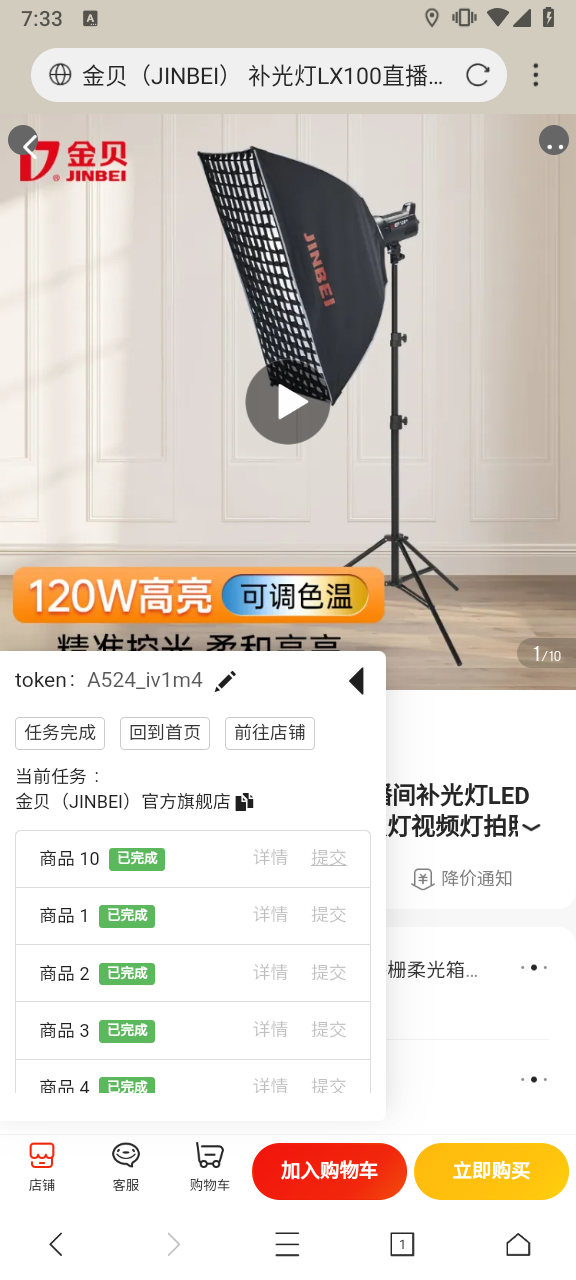 7:33
A
金贝（JINBEI） 补光灯LX100直播...
金贝
JINBEI
JINBEI
120W高亮 可调色温
精准控光 柔和高亮
1/10
token： A524_iv1m4
任务完成 回到首页 前往店铺
当前任务：
金贝（JINBEI）官方旗舰店
商品 10 已完成 详情 提交
商品 1 已完成 详情 提交
商品 2 已完成 详情 提交
商品 3 已完成 详情 提交
商品 4 已完成 详情 提交
间补光灯LED
灯视频灯拍照
降价通知
栅柔光箱...
店铺 客服 购物车 加入购物车 立即购买
1